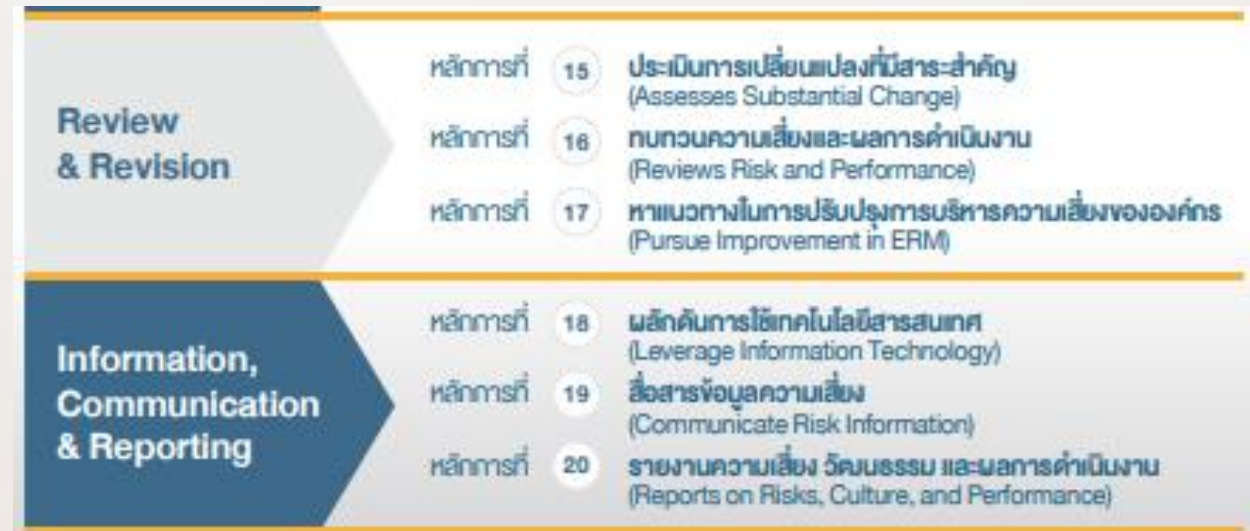 Review
& Revision
หลักการที่ 15 ประเมินการเปลี่ยนแปลงที่มีสาระสำคัญ
(Assesses Substantial Change)
หลักการที่ 16 ทบทวนความเสี่ยงและผลการดำเนินงาน
(Reviews Risk and Performance)
หลักการที่ 17 หาแนวทางในการปรับปรุงการบริหารความเสี่ยงขององค์กร
(Pursue Improvement in ERM)
Information,
Communication
& Reporting
หลักการที่ 18 ผลักดันการใช้เทคโนโลยีสารสนเทศ
(Leverage Information Technology)
หลักการที่ 19 สื่อสารข้อมูลความเสี่ยง
(Communicate Risk Information)
หลักการที่ 20 รายงานความเสี่ยง วัฒนธรรม และผลการดำเนินงาน
(Reports on Risks, Culture, and Performance)